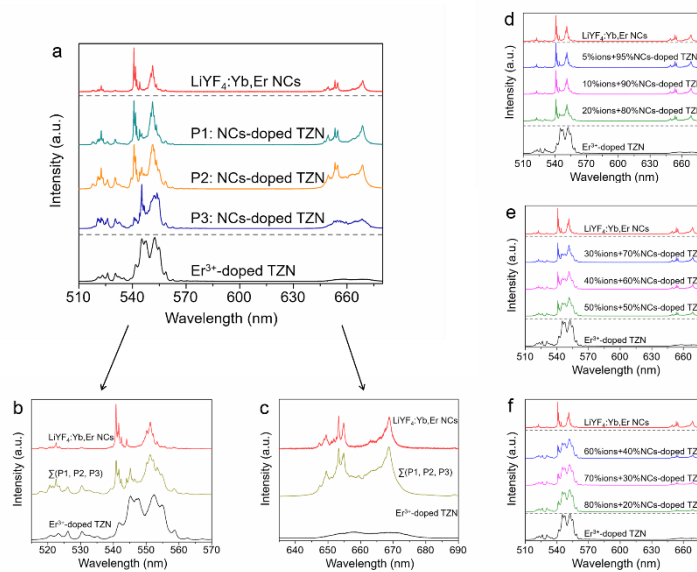 a
LiYF₄:Yb,Er NCs
P1: NCs-doped TZN
P2: NCs-doped TZN
P3: NCs-doped TZN
Er³⁺-doped TZN
Intensity (a.u.)
510 540 570 600 630 660
Wavelength (nm)
b
LiYF₄:Yb,Er NCs
∑(P1, P2, P3)
Er³⁺-doped TZN
Intensity (a.u.)
520 530 540 550 560 570
Wavelength (nm)
c
LiYF₄:Yb,Er NCs
∑(P1, P2, P3)
Er³⁺-doped TZN
Intensity (a.u.)
640 650 660 670 680 690
Wavelength (nm)
d
LiYF₄:Yb,Er NCs
5%ions+95%NCs-doped TZN
10%ions+90%NCs-doped TZN
20%ions+80%NCs-doped TZN
Er³⁺-doped TZN
Intensity (a.u.)
510 540 570 600 630 660
Wavelength (nm)
e
LiYF₄:Yb,Er NCs
30%ions+70%NCs-doped TZN
40%ions+60%NCs-doped TZN
50%ions+50%NCs-doped TZN
Er³⁺-doped TZN
Intensity (a.u.)
510 540 570 600 630 660
Wavelength (nm)
f
LiYF₄:Yb,Er NCs
60%ions+40%NCs-doped TZN
70%ions+30%NCs-doped TZN
80%ions+20%NCs-doped TZN
Er³⁺-doped TZN
Intensity (a.u.)
510 540 570 600 630 660
Wavelength (nm)